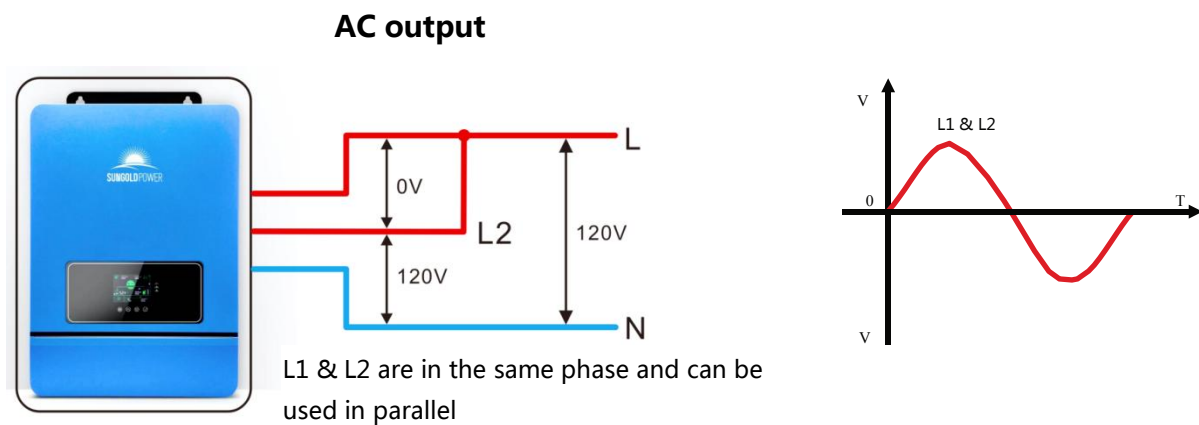 AC output
SUNGOLDPOWER
L
0V
L2
120V
120V
N
L1 & L2 are in the same phase and can be
used in parallel
V
L1 & L2
0
T
V